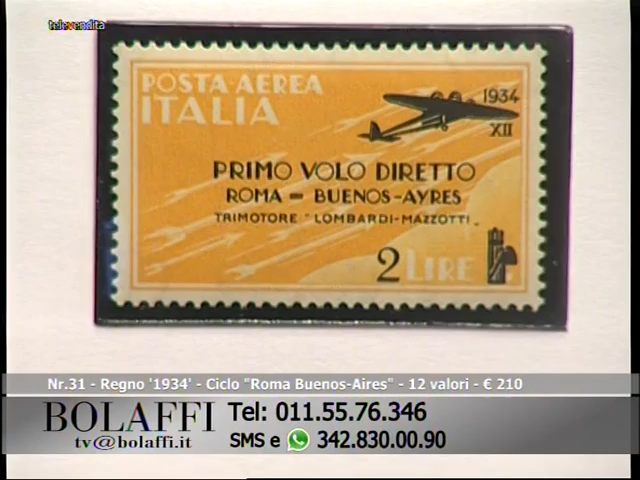 televendita
POSTA·AEREA
ITALIA
1934
XII
PRIMO VOLO DIRETTO
ROMA = BUENOS-AYRES
TRIMOTORE "LOMBARDI-MAZZOTTI"
2 LIRE
Nr.31 - Regno '1934' - Ciclo "Roma Buenos-Aires" - 12 valori - € 210
BOLAFFI
tv@bolaffi.it
Tel: 011.55.76.346
SMS e 342.830.00.90